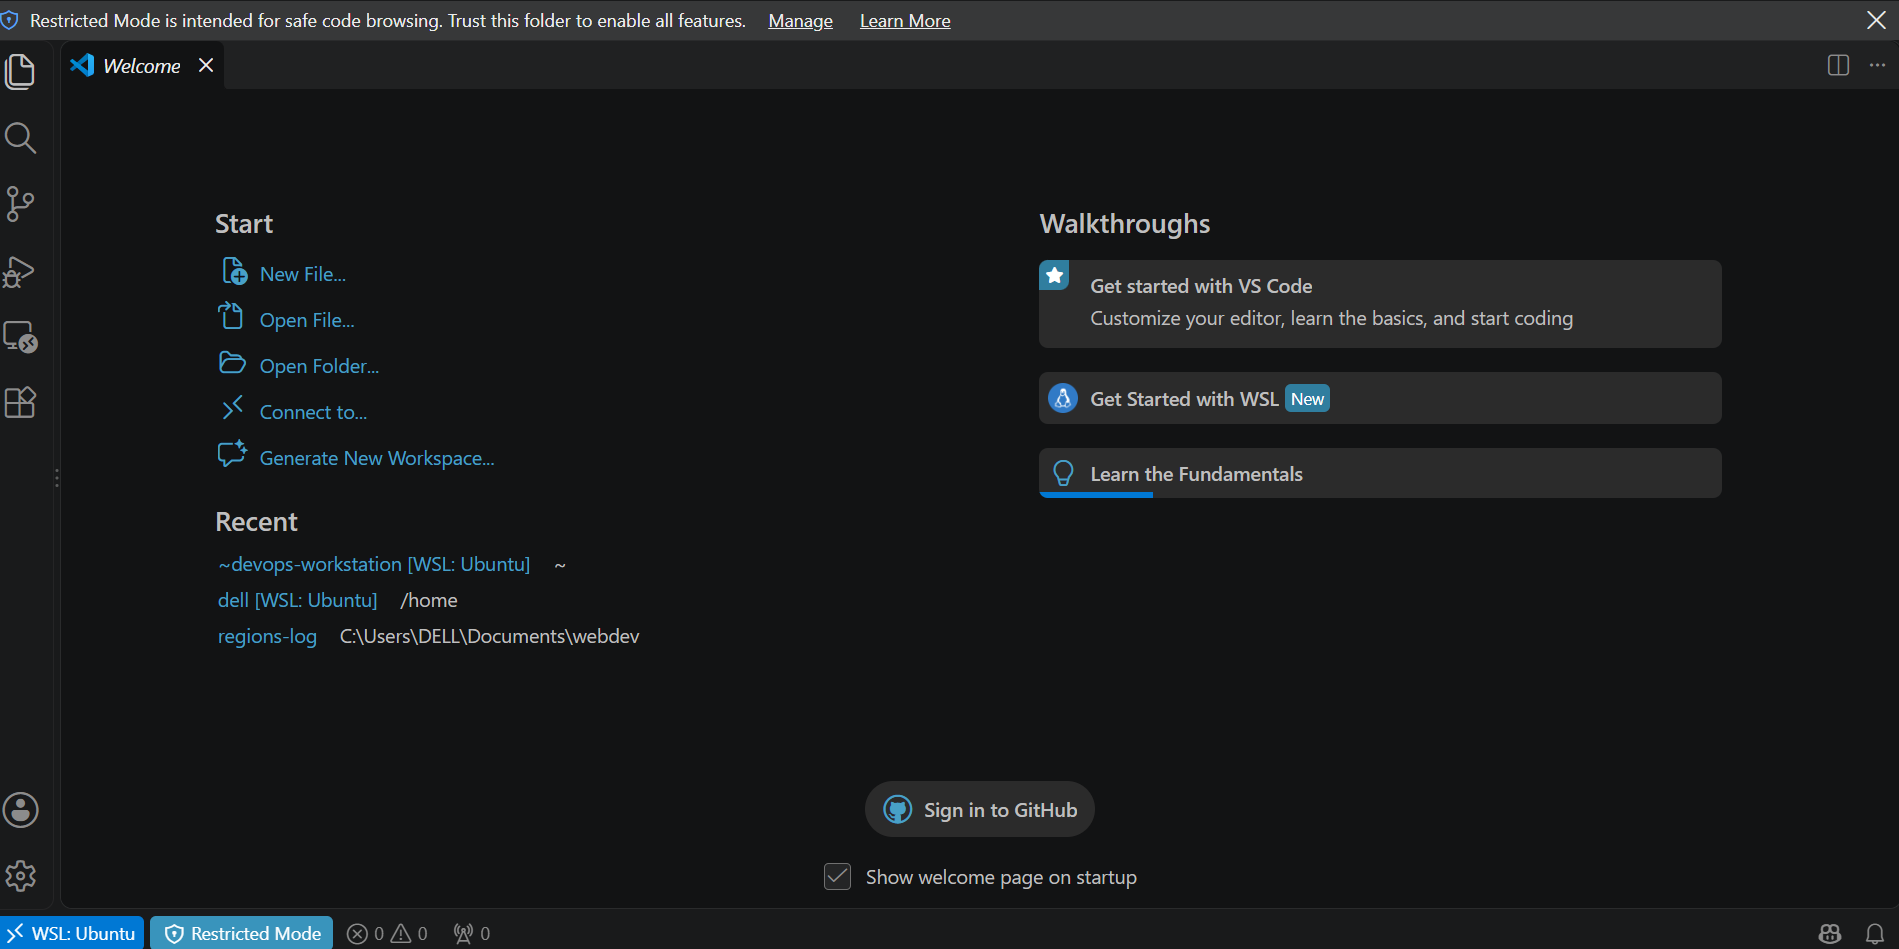 Restricted Mode is intended for safe code browsing. Trust this folder to enable all features. Manage Learn More
Welcome
Start
New File...
Open File...
Open Folder...
Connect to...
Generate New Workspace...
Recent
~devops-workstation [WSL: Ubuntu] ~
dell [WSL: Ubuntu] /home
regions-log C:\Users\DELL\Documents\webdev
Walkthroughs
Get started with VS Code
Customize your editor, learn the basics, and start coding
Get Started with WSL New
Learn the Fundamentals
Sign in to GitHub
Show welcome page on startup
WSL: Ubuntu Restricted Mode 0 0 0